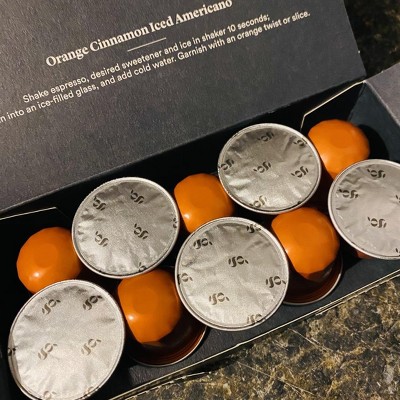 Orange Cinnamon Iced Americano
Shake espresso, desired sweetener and ice in shaker 10 seconds;
into an ice-filled glass, and add cold water. Garnish with an orange twist or slice.